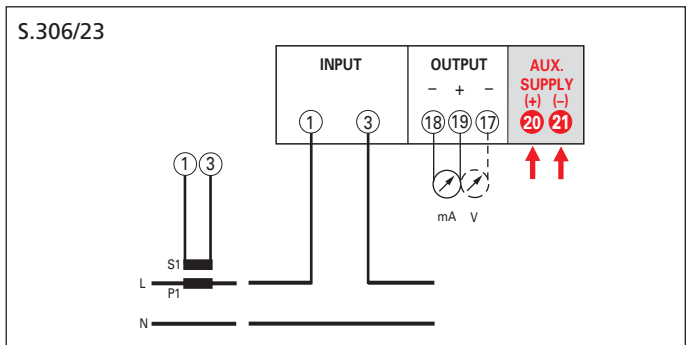 S.306/23
INPUT
OUTPUT
AUX.
SUPPLY
– + –
(+) (–)
1 3
18 19 17
20 21
1 3
mA V
S1
L
P1
N